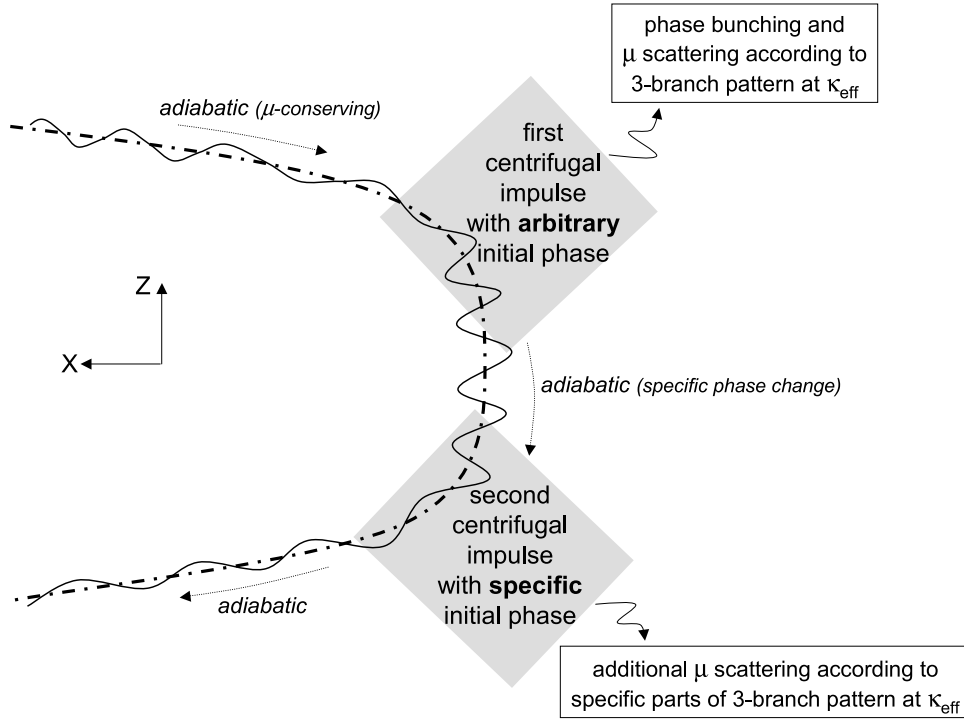 phase bunching and
μ scattering according to
3-branch pattern at κeff
adiabatic (μ-conserving)
first
centrifugal
impulse
with arbitrary
initial phase
Z
X
adiabatic (specific phase change)
second
centrifugal
impulse
with specific
initial phase
adiabatic
additional μ scattering according to
specific parts of 3-branch pattern at κeff